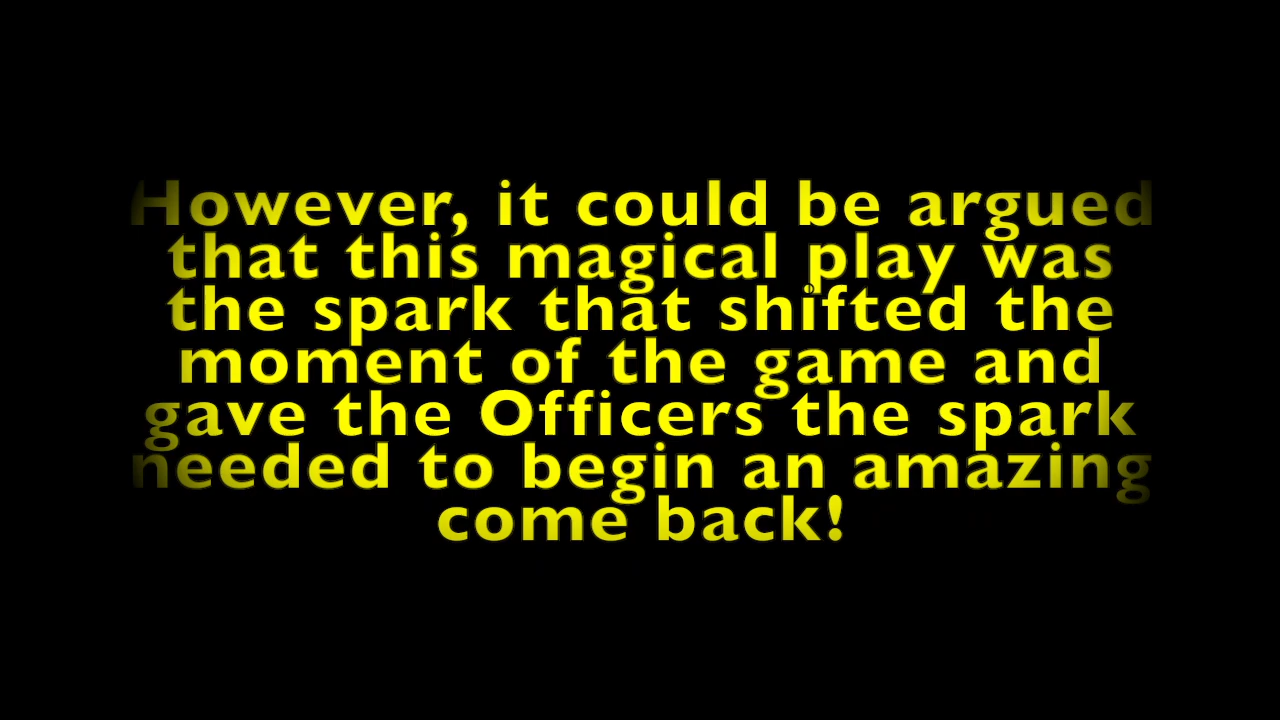 However, it could be argued
that this magical play was
the spark that shifted the
moment of the game and
gave the Officers the spark
needed to begin an amazing
come back!